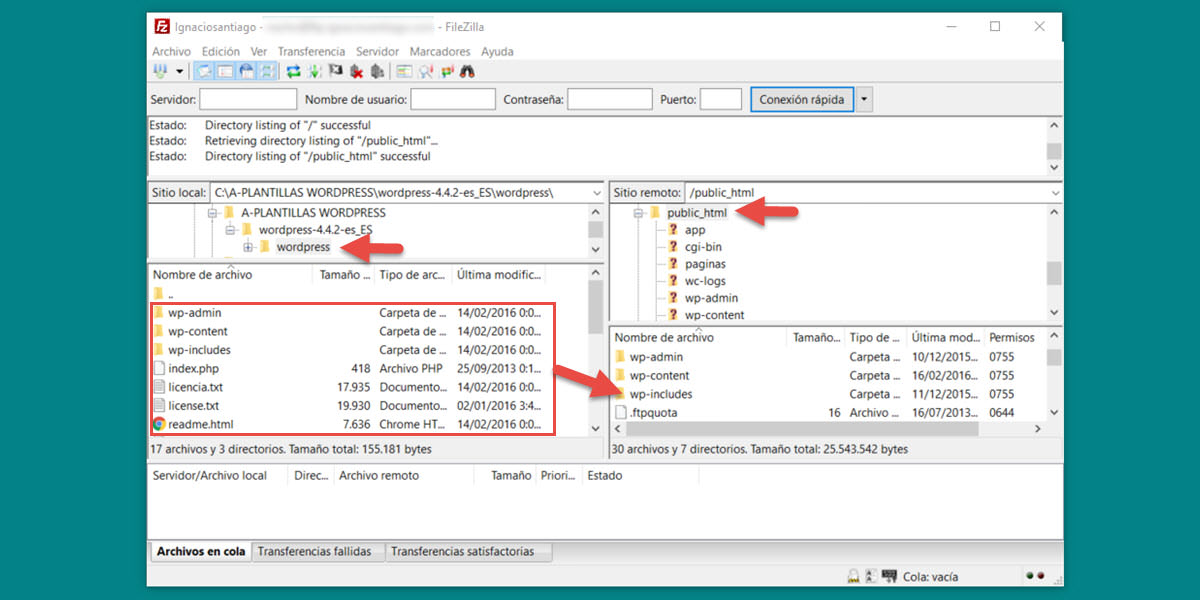 Fz Ignaciosantiago - - FileZilla
Archivo Edición Ver Transferencia Servidor Marcadores Ayuda
Servidor: Nombre de usuario: Contraseña: Puerto: Conexión rápida
Estado: Directory listing of "/" successful
Estado: Retrieving directory listing of "/public_html"...
Estado: Directory listing of "/public_html" successful
Sitio local: C:\A-PLANTILLAS WORDPRESS\wordpress-4.4.2-es_ES\wordpress\
A-PLANTILLAS WORDPRESS
wordpress-4.4.2-es_ES
wordpress
Nombre de archivo Tamaño ... Tipo de arc... Última modific...
..
wp-admin Carpeta de ... 14/02/2016 0:0...
wp-content Carpeta de ... 14/02/2016 0:0...
wp-includes Carpeta de ... 14/02/2016 0:0...
index.php 418 Archivo PHP 25/09/2013 0:1...
licencia.txt 17.935 Documento... 14/02/2016 0:0...
license.txt 19.930 Documento... 02/01/2016 3:4...
readme.html 7.636 Chrome HT... 14/02/2016 0:0...
17 archivos y 3 directorios. Tamaño total: 155.181 bytes
Sitio remoto: /public_html
public_html
? app
? cgi-bin
? paginas
? wc-logs
? wp-admin
? wp-content
Nombre de archivo Tamaño... Tipo de ... Última mod... Permisos
wp-admin Carpeta ... 10/12/2015... 0755
wp-content Carpeta ... 16/02/2016... 0755
wp-includes Carpeta ... 11/12/2015... 0755
.ftpquota 16 Archivo ... 16/07/2013... 0644
30 archivos y 7 directorios. Tamaño total: 25.543.542 bytes
Servidor/Archivo local Direc... Archivo remoto Tamaño Priori... Estado
Archivos en cola Transferencias fallidas Transferencias satisfactorias
Cola: vacía